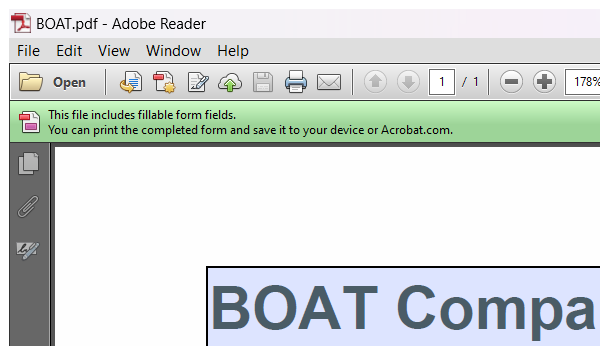 BOAT.pdf - Adobe Reader
File Edit View Window Help
Open 1 / 1 178%
This file includes fillable form fields.
You can print the completed form and save it to your device or Acrobat.com.
BOAT Compa